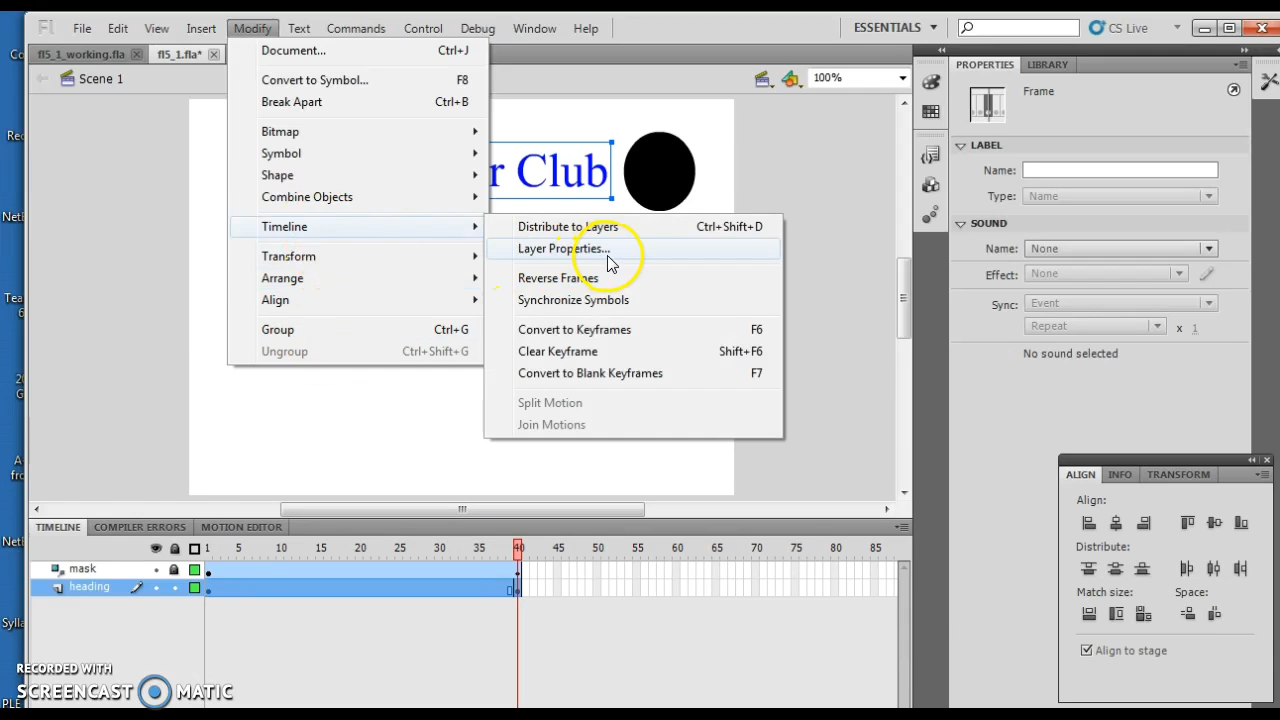 Fl File Edit View Insert Modify Text Commands Control Debug Window Help ESSENTIALS CS Live
fl5_1_working.fla fl5_1.fla*
Scene 1 100%
Document... Ctrl+J
Convert to Symbol... F8
Break Apart Ctrl+B
Bitmap
Symbol
Shape
Combine Objects
Timeline
Transform
Arrange
Align
Group Ctrl+G
Ungroup Ctrl+Shift+G
r Club
Distribute to Layers Ctrl+Shift+D
Layer Properties...
Reverse Frames
Synchronize Symbols
Convert to Keyframes F6
Clear Keyframe Shift+F6
Convert to Blank Keyframes F7
Split Motion
Join Motions
PROPERTIES LIBRARY
Frame
LABEL
Name:
Type: Name
SOUND
Name: None
Effect: None
Sync: Event
Repeat x 1
No sound selected
ALIGN INFO TRANSFORM
Align:
Distribute:
Match size: Space:
Align to stage
TIMELINE COMPILER ERRORS MOTION EDITOR
1 5 10 15 20 25 30 35 40 45 50 55 60 65 70 75 80 85
mask
heading
RECORDED WITH
SCREENCAST MATIC